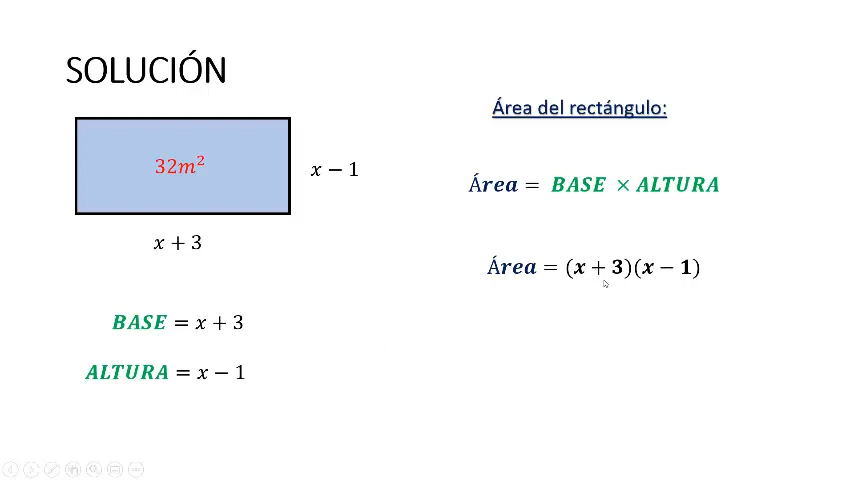 SOLUCIÓN
32m²
x − 1
x + 3
BASE = x + 3
ALTURA = x − 1
Área del rectángulo:
Área = BASE × ALTURA
Área = (x + 3)(x − 1)